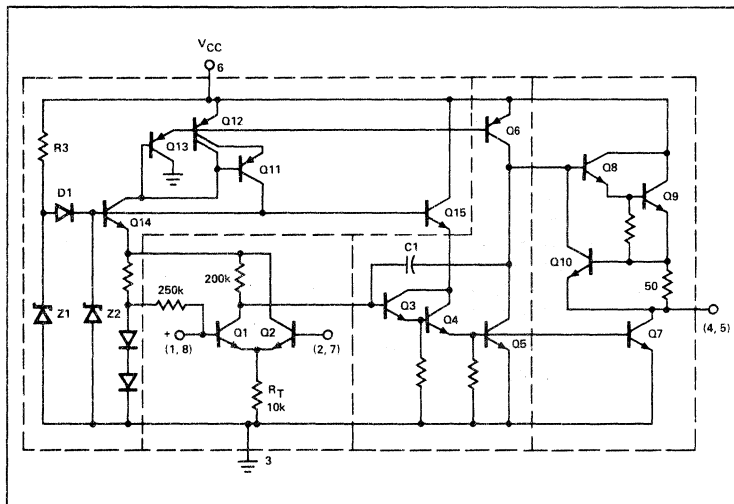 VCC
6
Q12
Q13
Q6
R3
Q11
Q8
Q9
D1
Q14
Q15
C1
Q10
200k
250k
50
Z1
Z2
Q3
Q4
+
(1, 8)
Q1
Q2
(2, 7)
Q5
Q7
(4, 5)
RT
10k
3